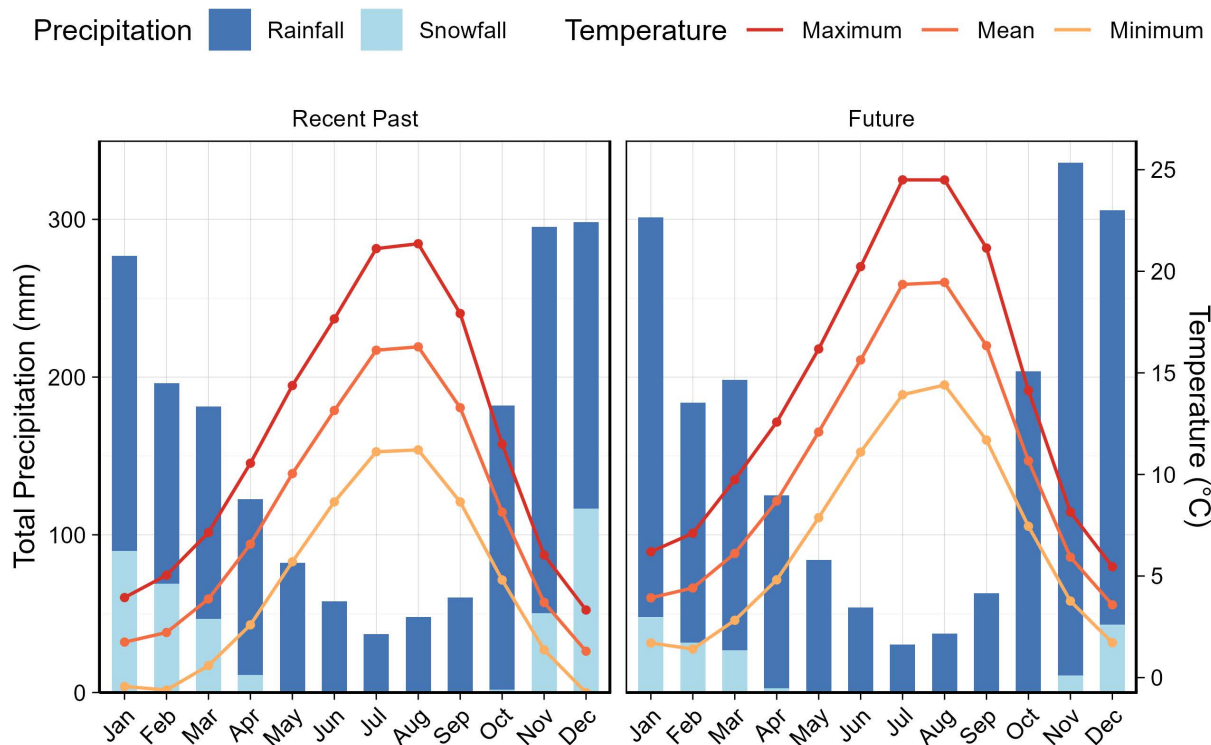 Precipitation Rainfall Snowfall Temperature Maximum Mean Minimum
Recent Past Future
Total Precipitation (mm)
300
200
100
0
25
20
15
10
5
0
Temperature (°C)
Jan Feb Mar Apr May Jun Jul Aug Sep Oct Nov Dec
Jan Feb Mar Apr May Jun Jul Aug Sep Oct Nov Dec